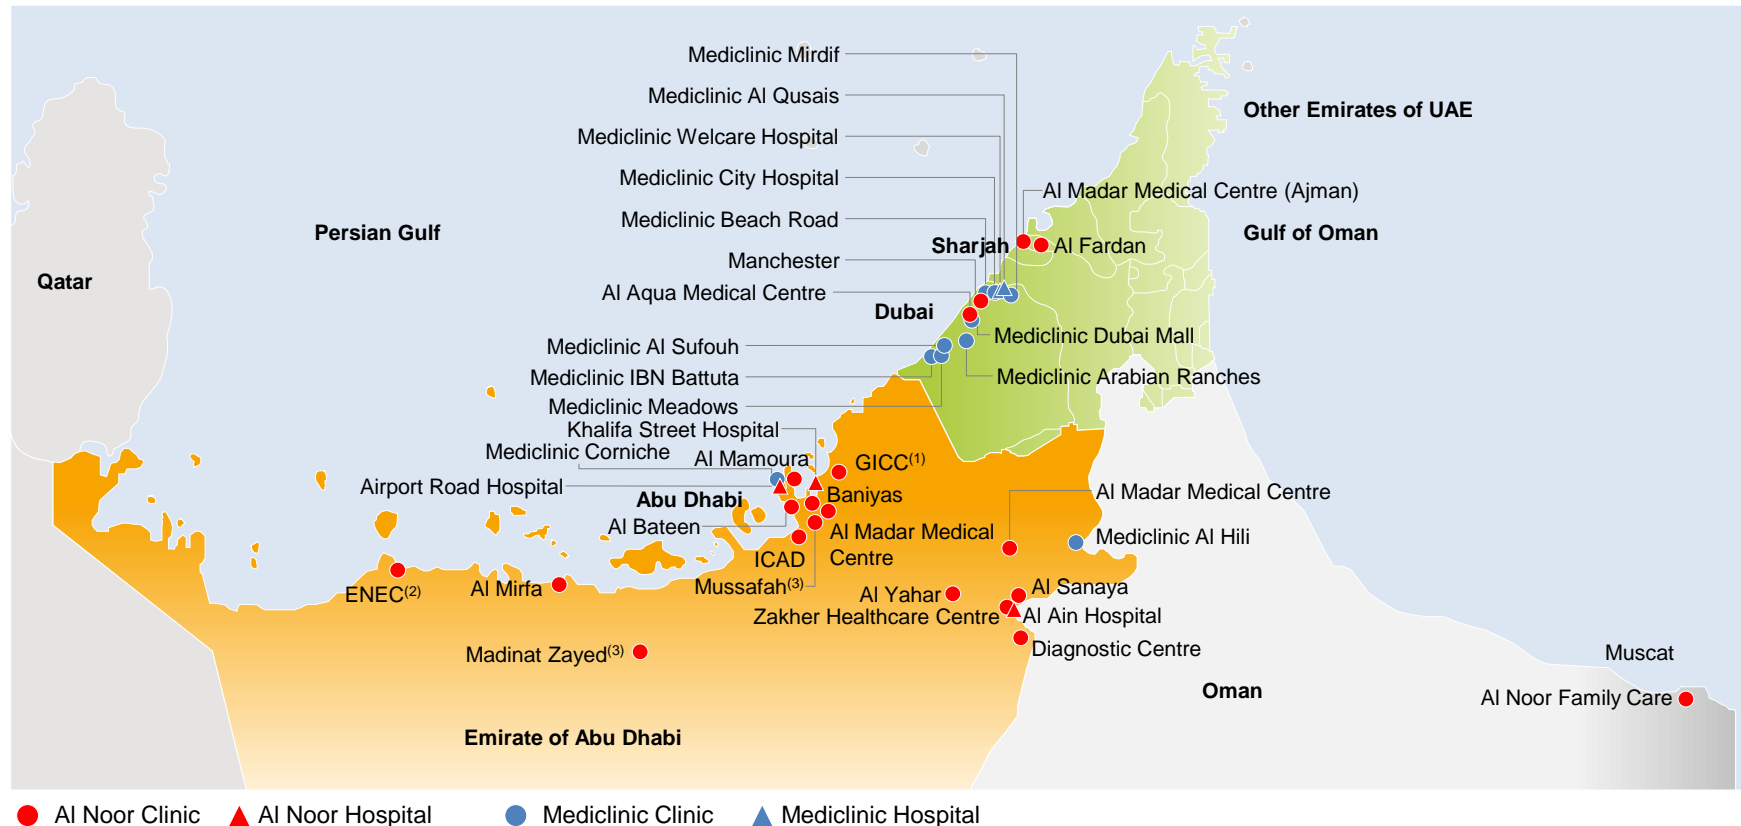 Mediclinic Mirdif
Mediclinic Al Qusais
Other Emirates of UAE
Mediclinic Welcare Hospital
Mediclinic City Hospital
Al Madar Medical Centre (Ajman)
Mediclinic Beach Road
Persian Gulf
Sharjah
Al Fardan
Gulf of Oman
Manchester
Qatar
Al Aqua Medical Centre
Dubai
Mediclinic Dubai Mall
Mediclinic Al Sufouh
Mediclinic IBN Battuta
Mediclinic Arabian Ranches
Mediclinic Meadows
Khalifa Street Hospital
Mediclinic Corniche
Al Mamoura
GICC(1)
Airport Road Hospital
Abu Dhabi
Baniyas
Al Madar Medical Centre
Al Bateen
Al Madar Medical
Centre
Mediclinic Al Hili
ICAD
ENEC(2)
Al Mirfa
Mussafah(3)
Al Yahar
Al Sanaya
Zakher Healthcare Centre
Al Ain Hospital
Madinat Zayed(3)
Diagnostic Centre
Muscat
Oman
Al Noor Family Care
Emirate of Abu Dhabi
Al Noor Clinic
Al Noor Hospital
Mediclinic Clinic
Mediclinic Hospital